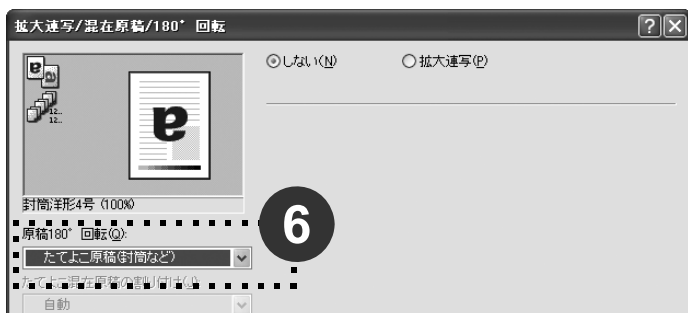 拡大連写/混在原稿/180° 回転
しない(N) 拡大連写(P)
a
a
12..
12..
a
封筒洋形4号 (100%)
6
原稿180° 回転(Q):
たてよこ原稿(封筒など)
たてよこ混在原稿の割り付け(J):
自動